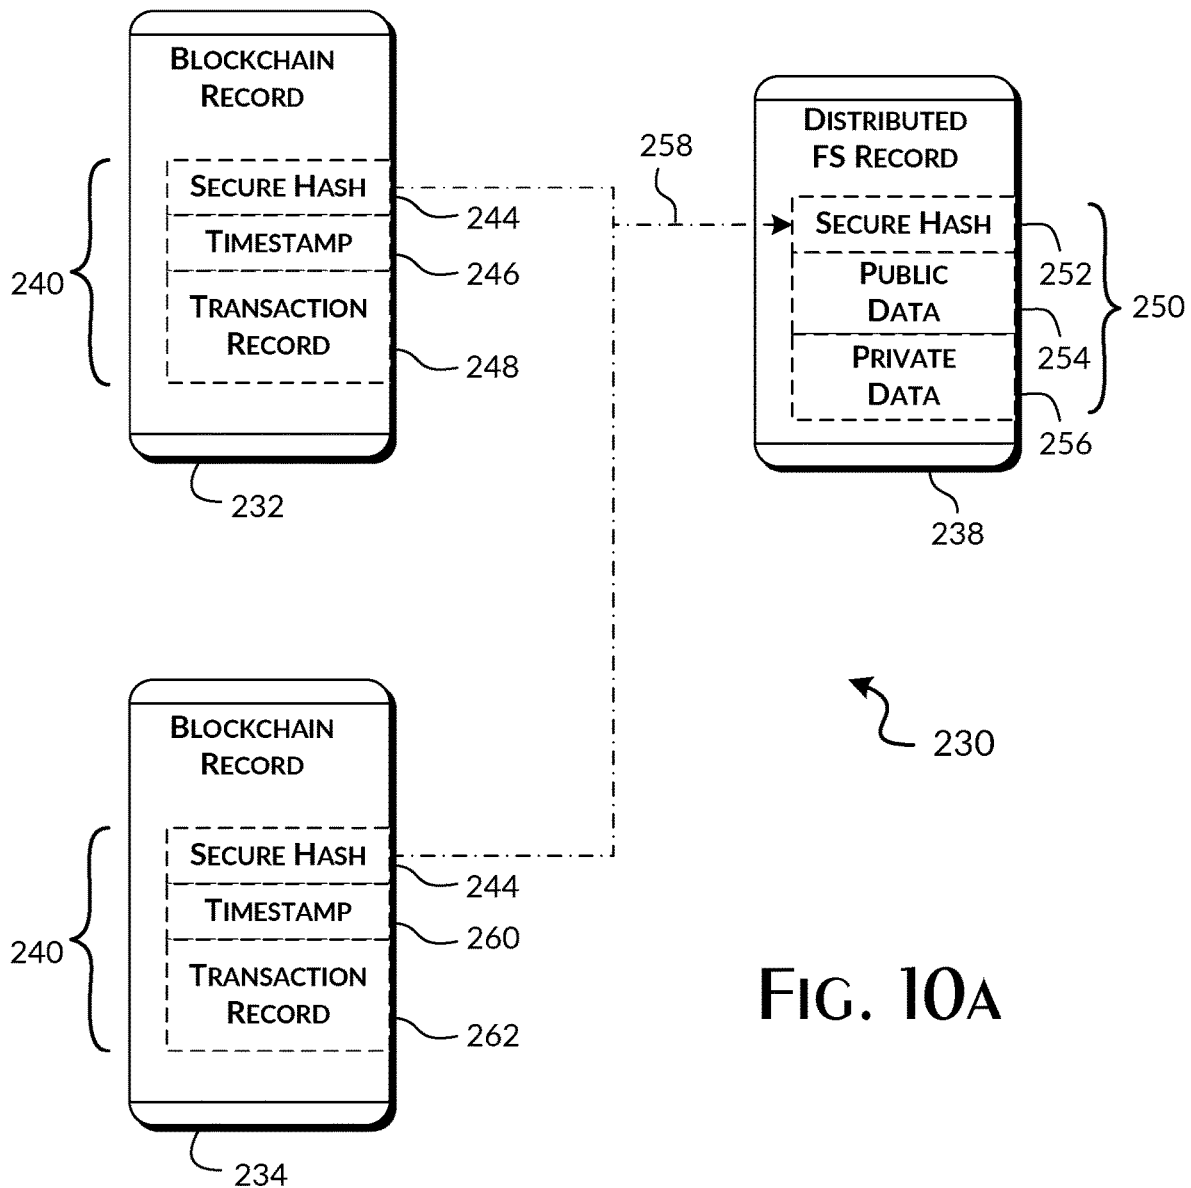 BLOCKCHAIN
RECORD
240
SECURE HASH
244
TIMESTAMP
246
TRANSACTION
RECORD
248
232
258
DISTRIBUTED
FS RECORD
SECURE HASH
252
PUBLIC
DATA
254
PRIVATE
DATA
256
250
238
230
BLOCKCHAIN
RECORD
240
SECURE HASH
244
TIMESTAMP
260
TRANSACTION
RECORD
262
234
FIG. 10A